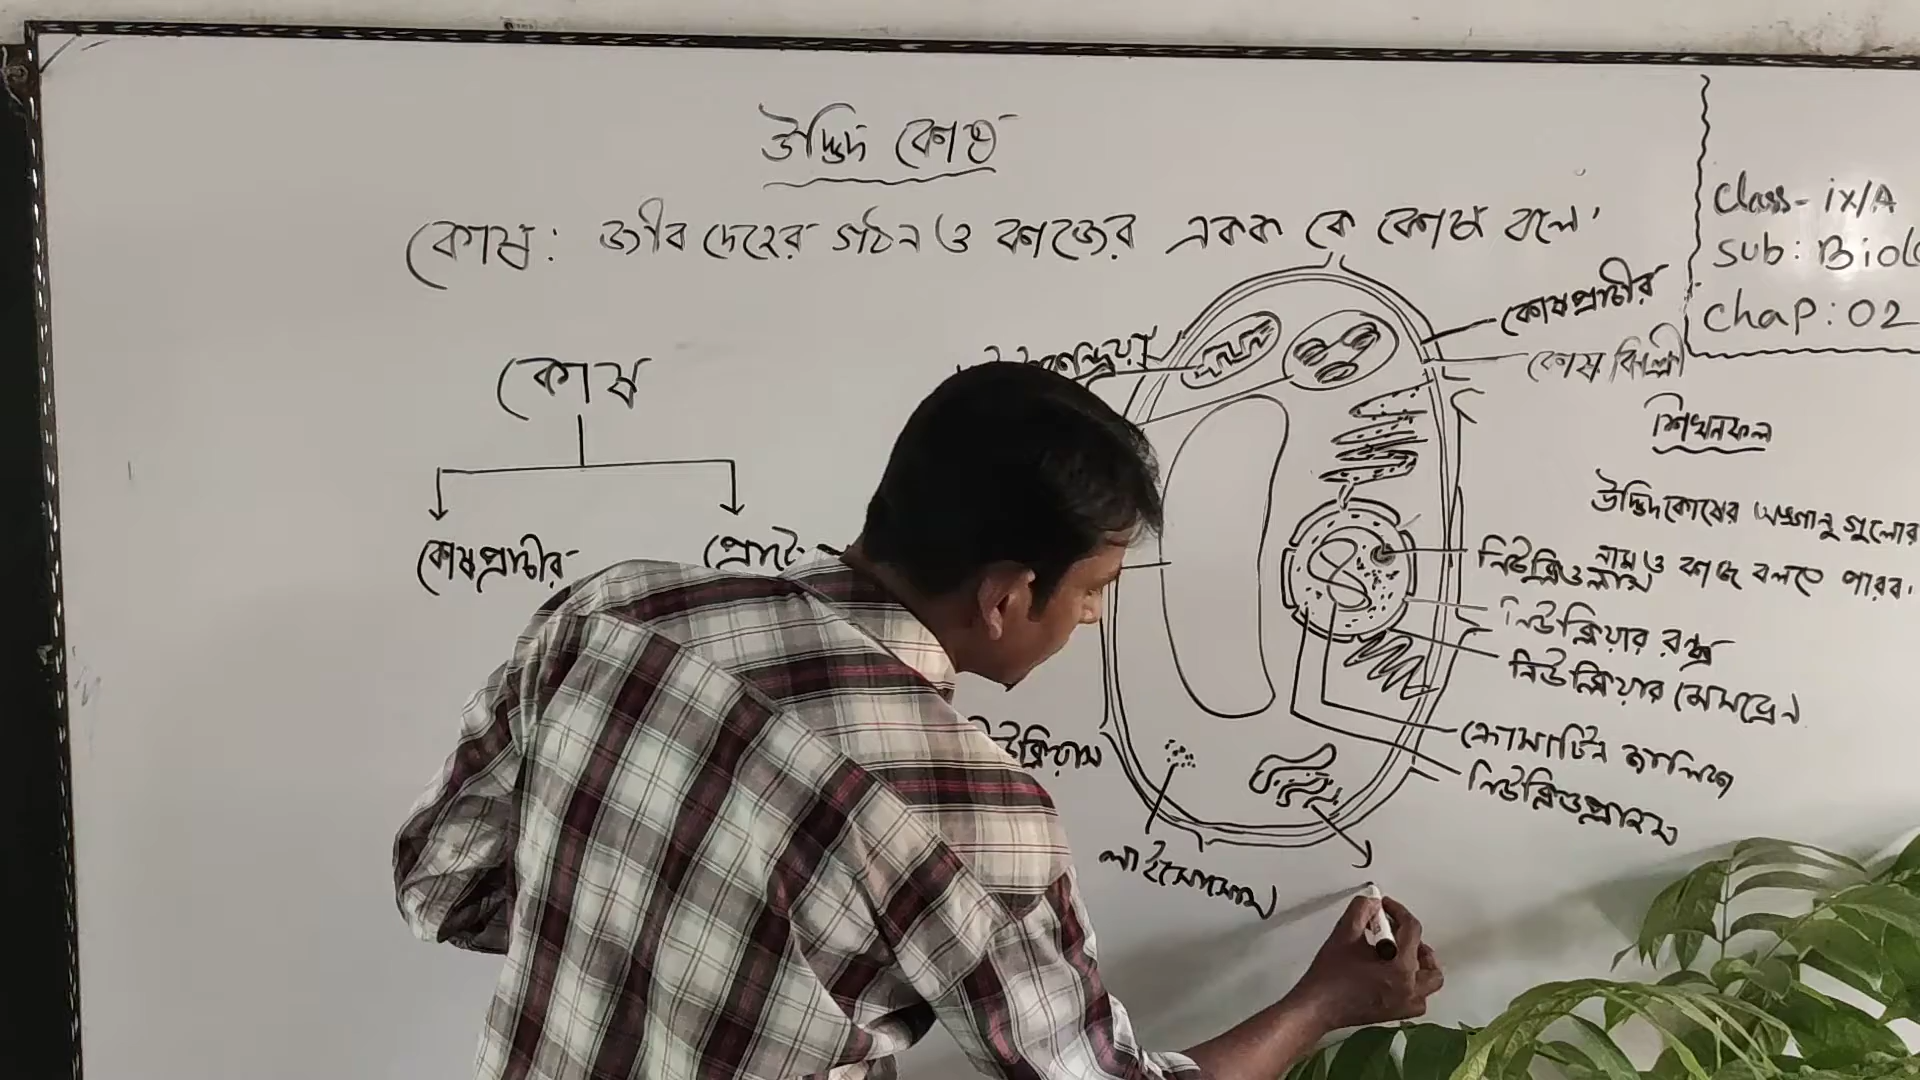 উদ্ভিদ কোষ
কোষ: জীব দেহের গঠন ও কাজের একক কে কোষ বলে।
Class - ix/A
Sub: Biolo
Chap: 02
কোষ
কোষপ্রাচীর
প্রোটো
কোষপ্রাচীর
কোষ ঝিল্লী
শিখনফল
উদ্ভিদকোষের অঙ্গাণু গুলোর
নাম ও কাজ বলতে পারব।
নিউক্লিওলাস
নিউক্লিয়ার রন্ধ্র
নিউক্লিয়ার মেমব্রেন
ক্রোমাটিন জালিকা
নিউক্লিওপ্লাজম
লাইসোসোম